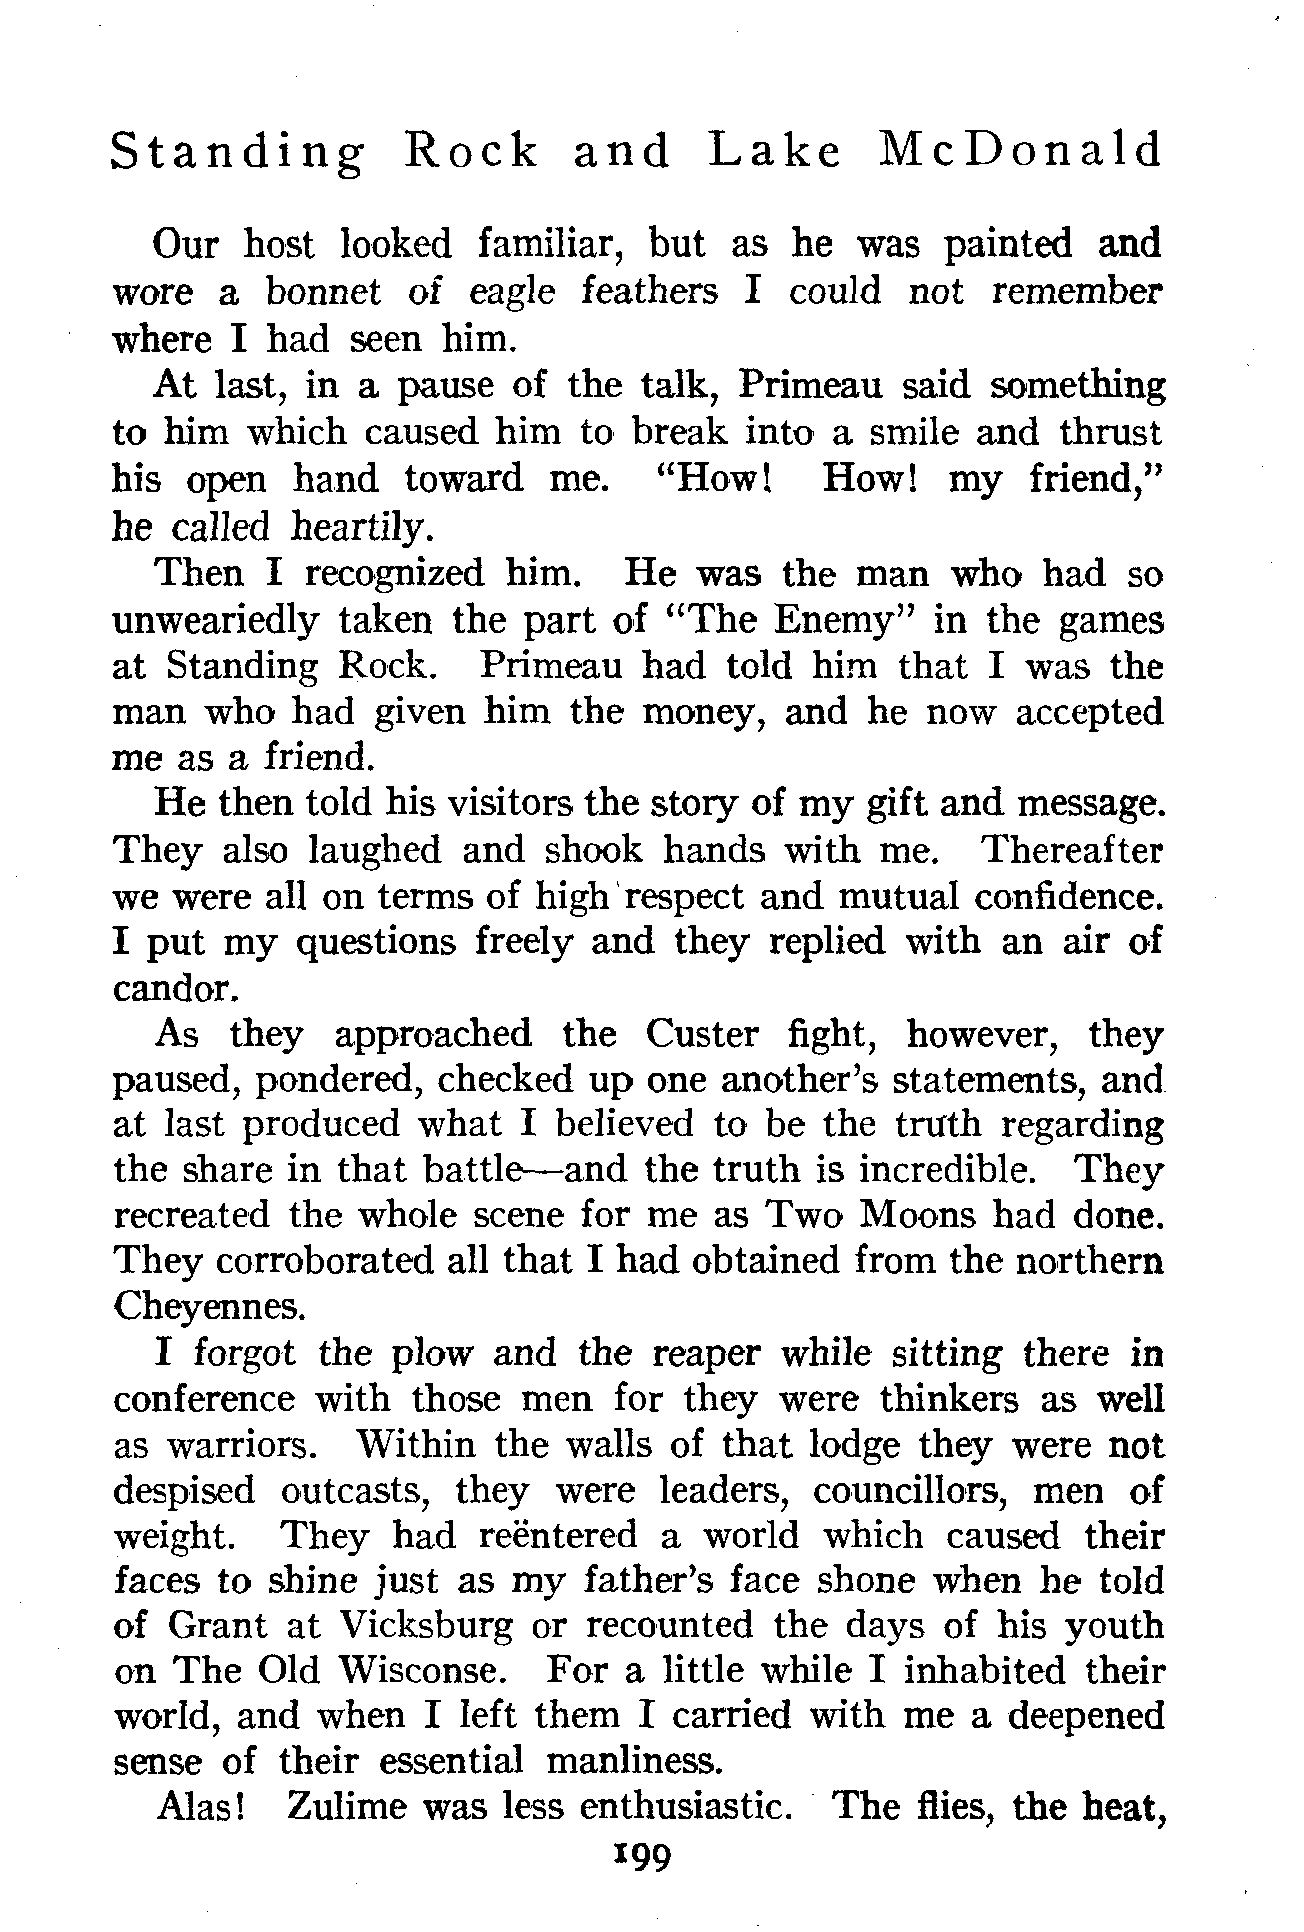 Standing Rock and Lake McDonald
Our host looked familiar, but as he was painted and
wore a bonnet of eagle feathers I could not remember
where I had seen him.
At last, in a pause of the talk, Primeau said something
to him which caused him to break into a smile and thrust
his open hand toward me. "How! How! my friend,"
he called heartily.
Then I recognized him. He was the man who had so
unweariedly taken the part of "The Enemy" in the games
at Standing Rock. Primeau had told him that I was the
man who had given him the money, and he now accepted
me as a friend.
He then told his visitors the story of my gift and message.
They also laughed and shook hands with me. Thereafter
we were all on terms of high respect and mutual confidence.
I put my questions freely and they replied with an air of
candor.
As they approached the Custer fight, however, they
paused, pondered, checked up one another's statements, and
at last produced what I believed to be the truth regarding
the share in that battle—and the truth is incredible. They
recreated the whole scene for me as Two Moons had done.
They corroborated all that I had obtained from the northern
Cheyennes.
I forgot the plow and the reaper while sitting there in
conference with those men for they were thinkers as well
as warriors. Within the walls of that lodge they were not
despised outcasts, they were leaders, councillors, men of
weight. They had reëntered a world which caused their
faces to shine just as my father's face shone when he told
of Grant at Vicksburg or recounted the days of his youth
on The Old Wisconse. For a little while I inhabited their
world, and when I left them I carried with me a deepened
sense of their essential manliness.
Alas! Zulime was less enthusiastic. The flies, the heat,
199